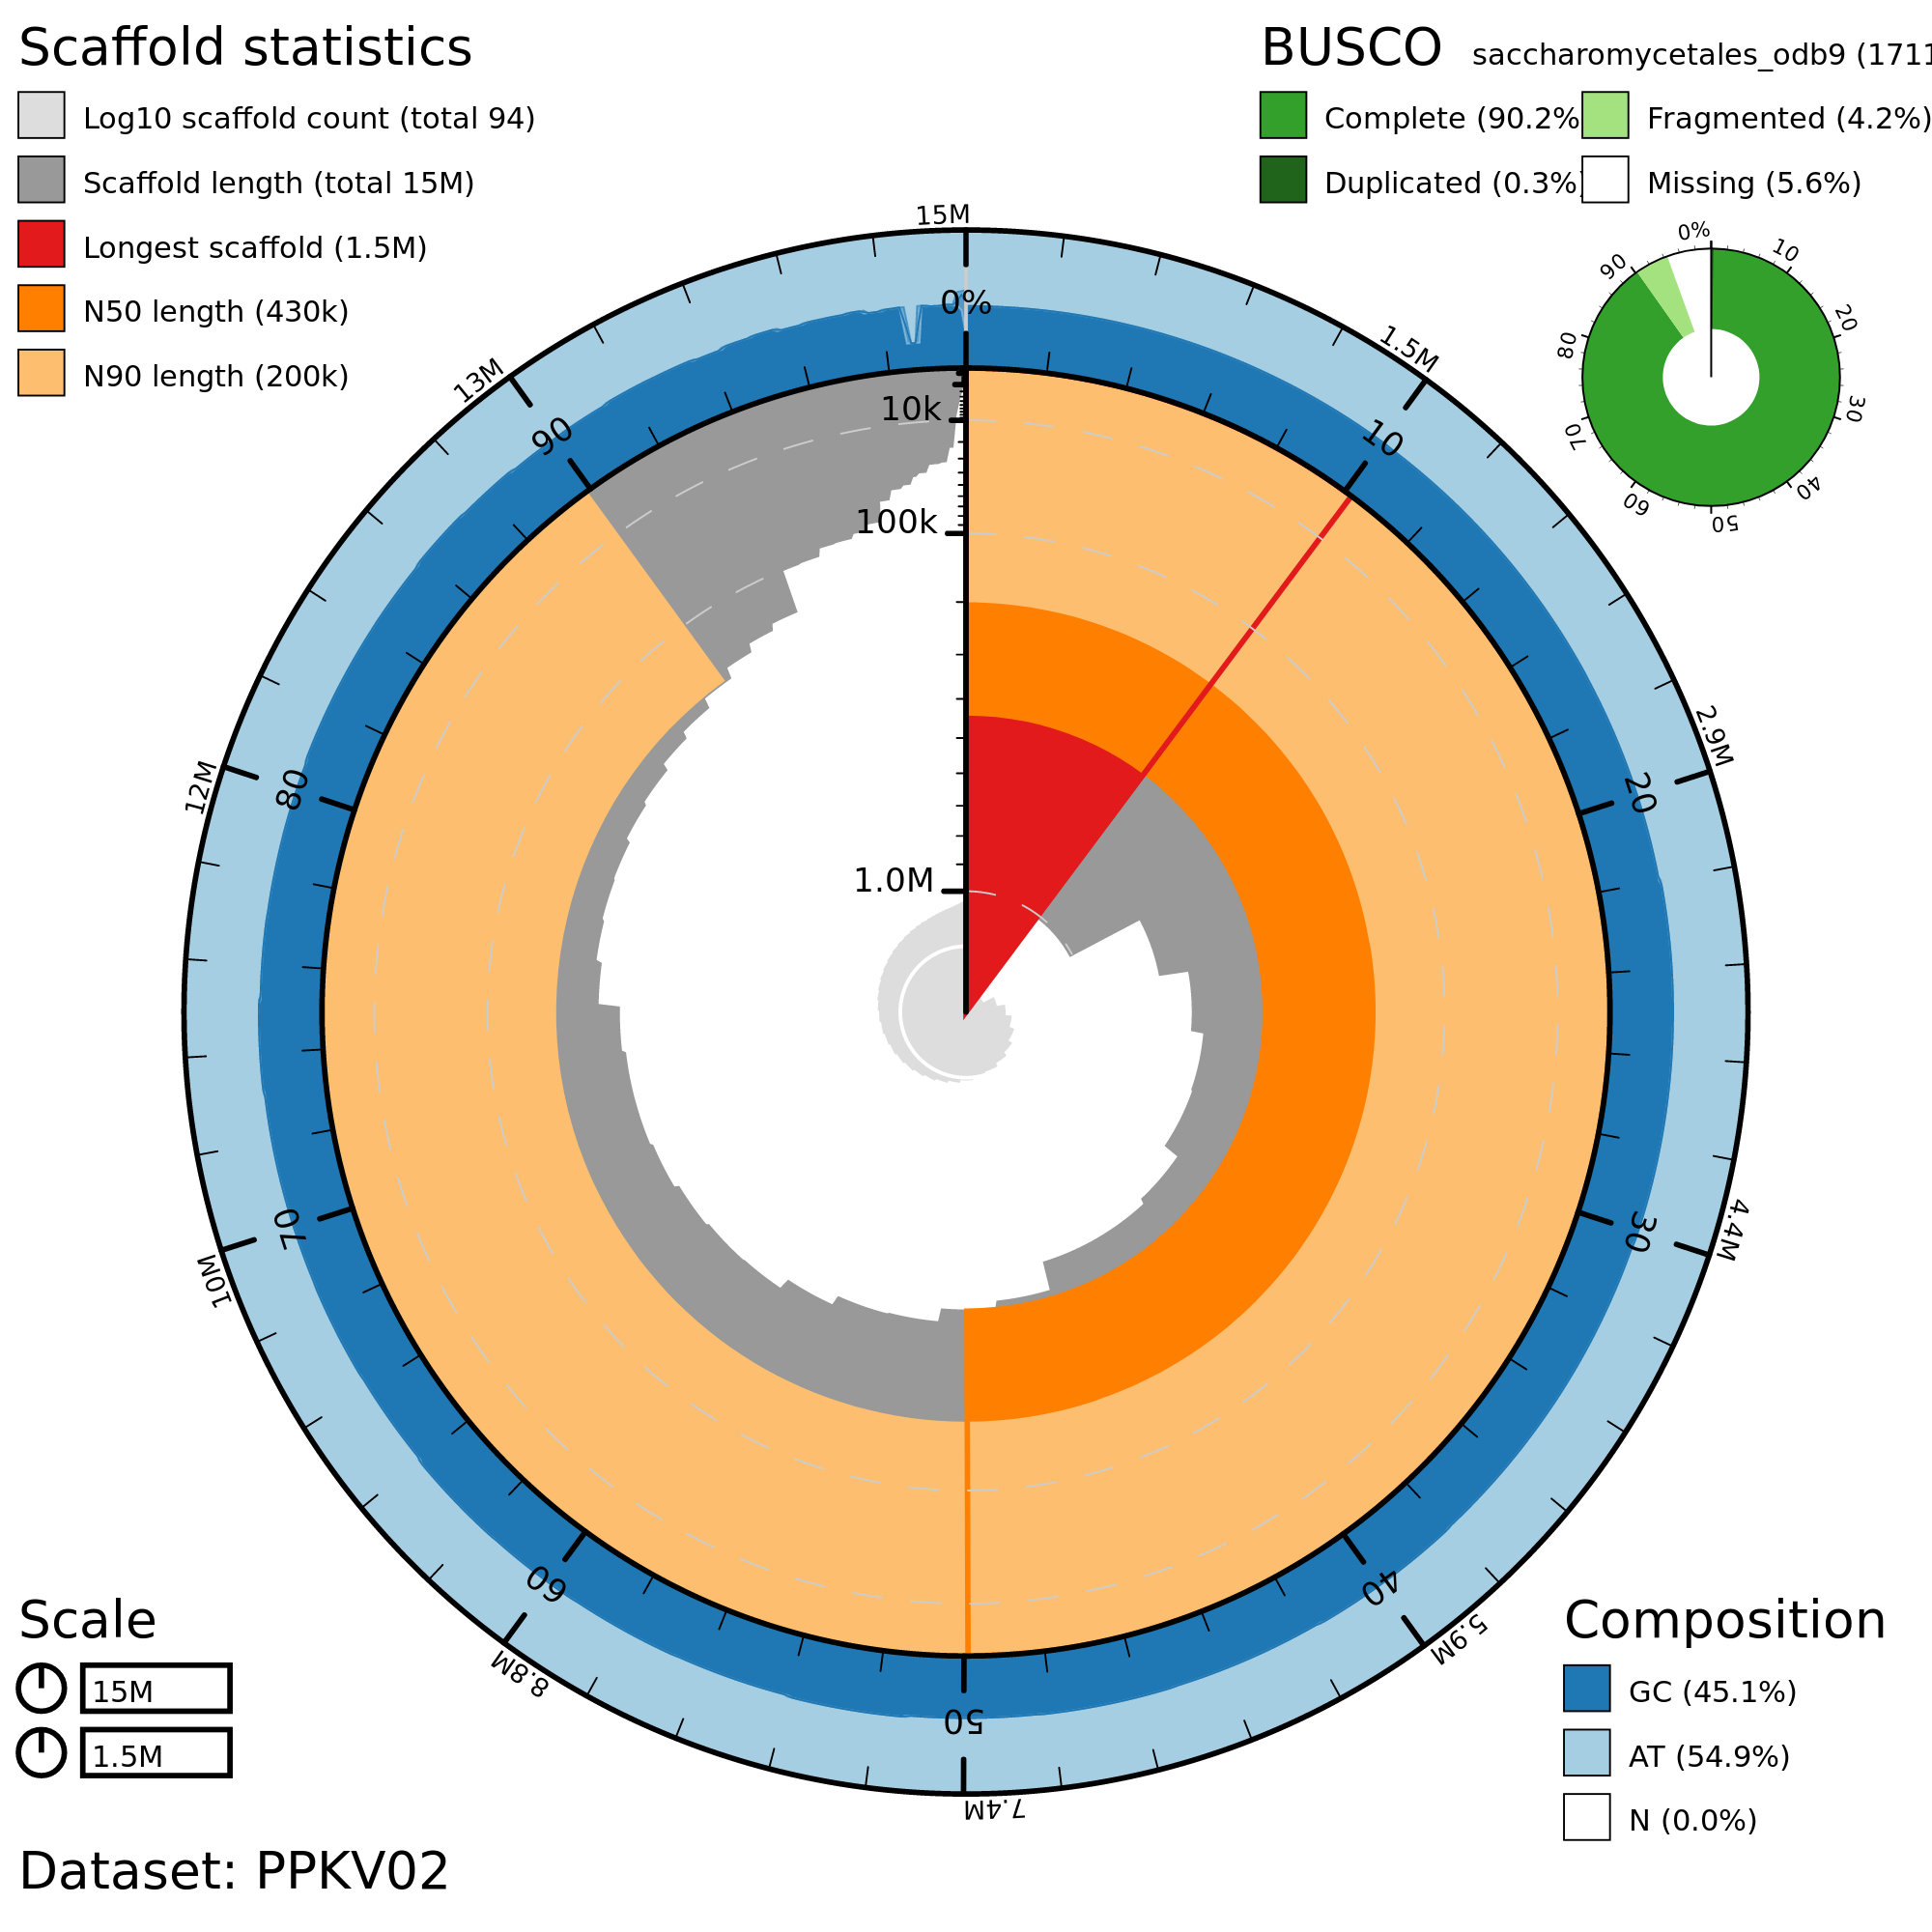 Scaffold statistics
Log10 scaffold count (total 94)
Scaffold length (total 15M)
Longest scaffold (1.5M)
N50 length (430k)
N90 length (200k)
BUSCO saccharomycetales_odb9 (1711
Complete (90.2%
Fragmented (4.2%)
Duplicated (0.3%)
Missing (5.6%)
0%
10
20
30
40
50
60
70
80
90
15M
1.5M
2.9M
4.4M
5.9M
7.4M
8.8M
10M
12M
13M
0%
10
20
30
40
50
60
70
80
90
10k
100k
1.0M
Scale
15M
1.5M
Composition
GC (45.1%)
AT (54.9%)
N (0.0%)
Dataset: PPKV02